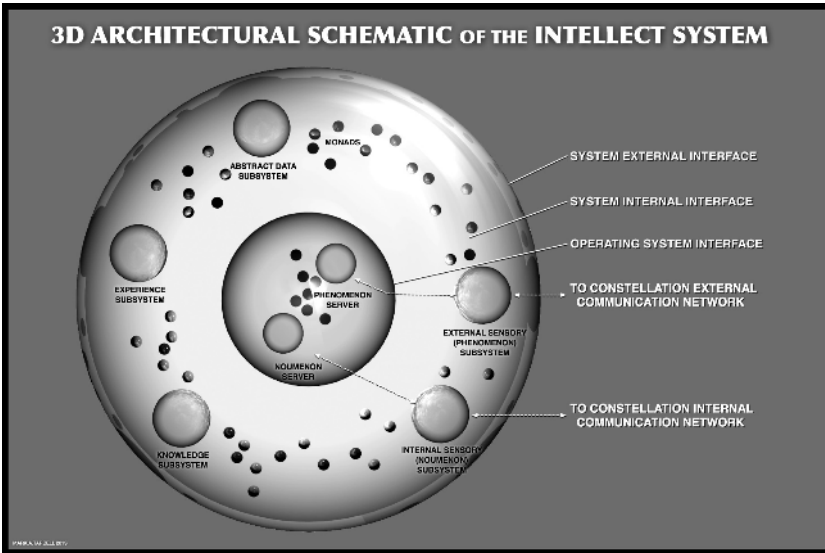 3D ARCHITECTURAL SCHEMATIC OF THE INTELLECT SYSTEM
MONADS
ABSTRACT DATA
SUBSYSTEM
SYSTEM EXTERNAL INTERFACE
SYSTEM INTERNAL INTERFACE
OPERATING SYSTEM INTERFACE
EXPERIENCE
SUBSYSTEM
PHENOMENON
SERVER
TO CONSTELLATION EXTERNAL
COMMUNICATION NETWORK
EXTERNAL SENSORY
(PHENOMENON)
SUBSYSTEM
NOUMENON
SERVER
TO CONSTELLATION INTERNAL
COMMUNICATION NETWORK
KNOWLEDGE
SUBSYSTEM
INTERNAL SENSORY
(NOUMENON)
SUBSYSTEM